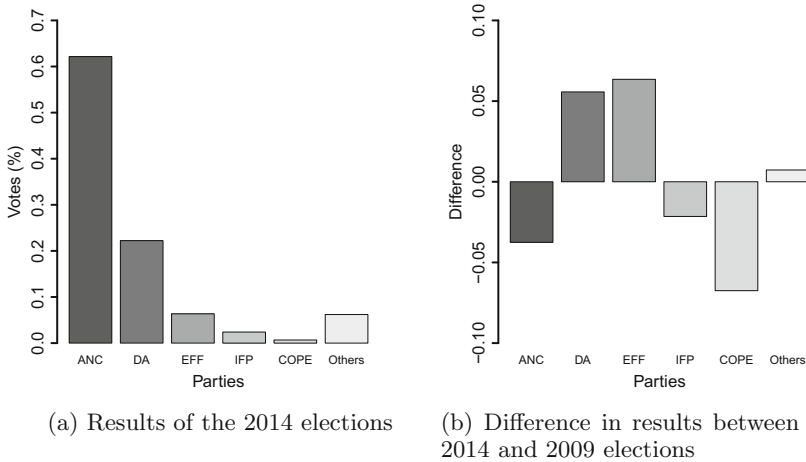 Votes (%)
0.7
0.6
0.5
0.4
0.3
0.2
0.1
0.0
ANC DA EFF IFP COPE Others
Parties
(a) Results of the 2014 elections
Difference
0.10
0.05
0.00
−0.05
−0.10
ANC DA EFF IFP COPE Others
Parties
(b) Difference in results between
2014 and 2009 elections